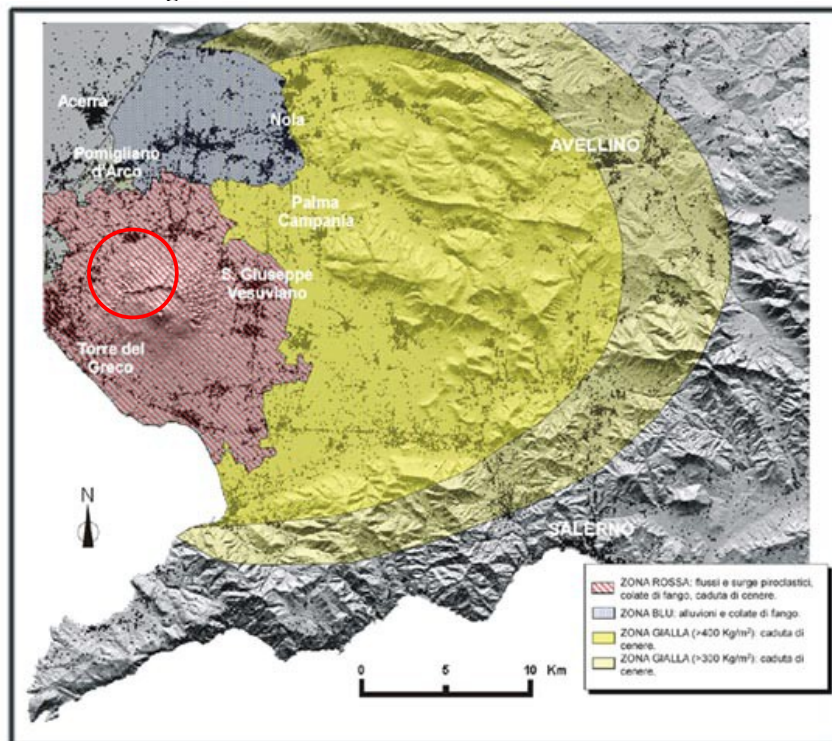 Acerra
Nola
Pomigliano
d'Arco
AVELLINO
Palma
Campania
S. Giuseppe
Vesuviano
Torre del
Greco
N
SALERNO
ZONA ROSSA: flussi e surge piroclastici,
colate di fango, caduta di cenere.
ZONA BLU: alluvioni e colate di fango.
ZONA GIALLA (>400 Kg/m²): caduta di
cenere.
ZONA GIALLA (>300 Kg/m²): caduta di
cenere.
0 5 10 Km